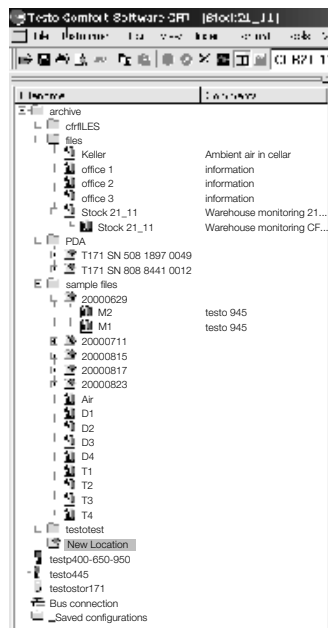 Testo Comfort Software CFR
archive
cfrflLES
files
Keller Ambient air in cellar
office 1 information
office 2 information
office 3 information
Stock 21_11 Warehouse monitoring 21...
Stock 21_11 Warehouse monitoring CF...
PDA
T171 SN 508 1897 0049
T171 SN 808 8441 0012
sample files
20000629
M2 testo 945
M1 testo 945
20000711
20000815
20000817
20000823
Air
D1
D2
D3
D4
T1
T2
T3
T4
testotest
New Location
testp400-650-950
testo445
testostor171
Bus connection
_Saved configurations